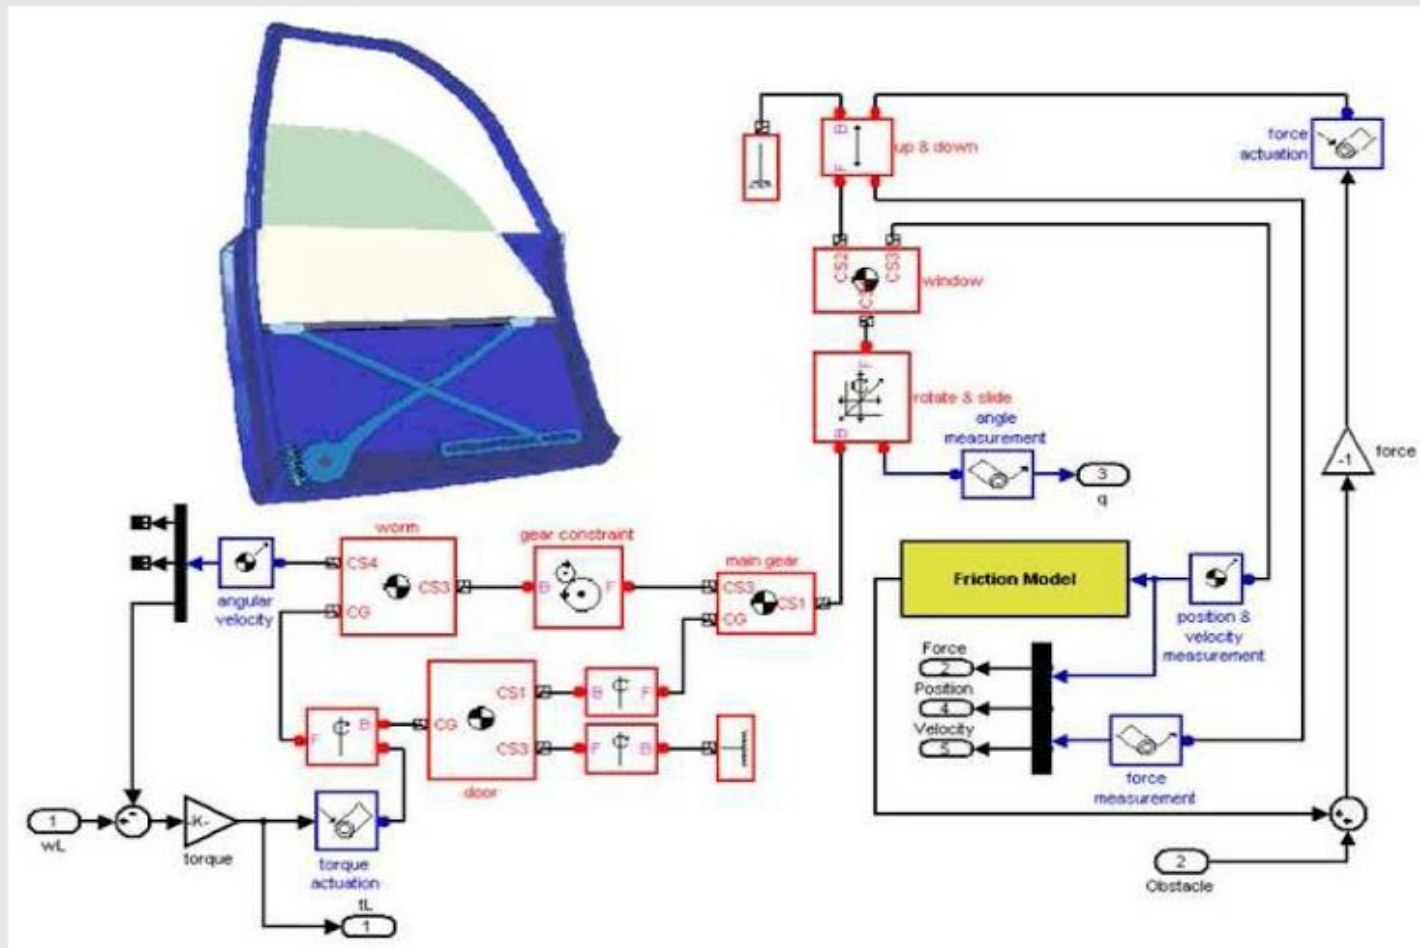 B
F
up & down
force
actuation
CS2
CS3
window
F
rotate & slide
B
angle
measurement
3
q
-1
force
worm
CS4
CS3
CG
angular
velocity
gear constraint
B
F
main gear
CS3
CS1
CG
Friction Model
position &
velocity
measurement
Force
2
Position
4
Velocity
5
force
measurement
CS1
B
F
F
B
CG
CS3
F
B
door
1
wL
-K-
torque
torque
actuation
tL
1
2
Obstacle